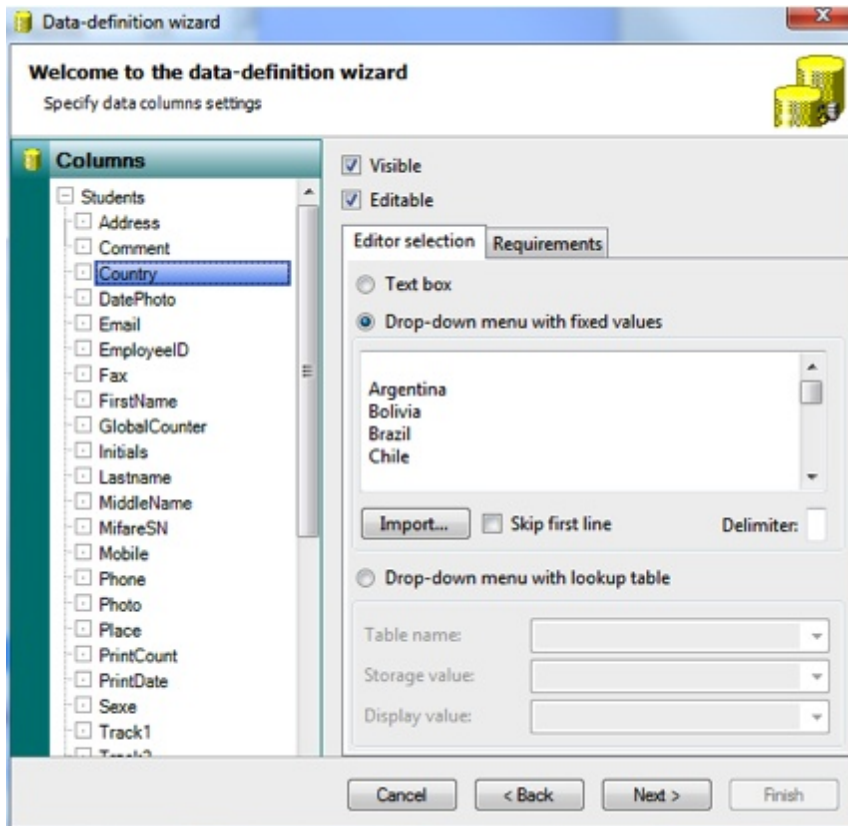 Data-definition wizard
Welcome to the data-definition wizard
Specify data columns settings
Columns
Students
Address
Comment
Country
DatePhoto
Email
EmployeeID
Fax
FirstName
GlobalCounter
Initials
Lastname
MiddleName
MifareSN
Mobile
Phone
Photo
Place
PrintCount
PrintDate
Sexe
Track1
Visible
Editable
Editor selection
Requirements
Text box
Drop-down menu with fixed values
Argentina
Bolivia
Brazil
Chile
Import...
Skip first line
Delimiter:
Drop-down menu with lookup table
Table name:
Storage value:
Display value:
Cancel
< Back
Next >
Finish